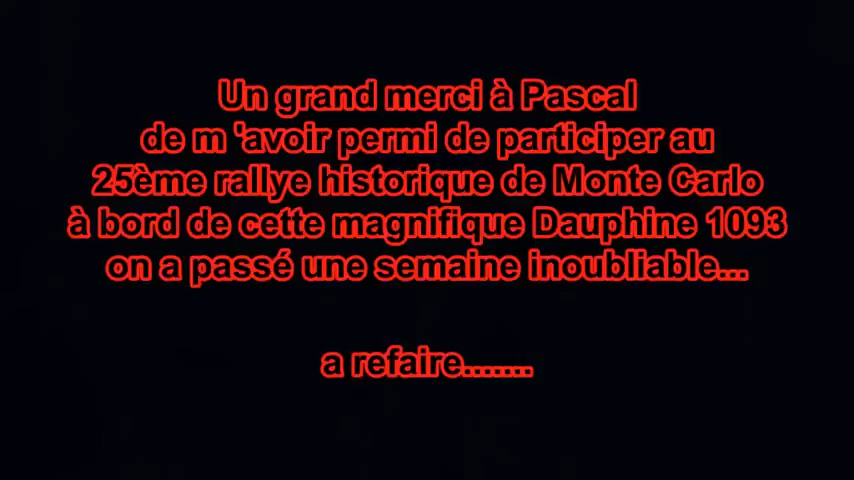 Un grand merci à Pascal
de m 'avoir permi de participer au
25ème rallye historique de Monte Carlo
à bord de cette magnifique Dauphine 1093
on a passé une semaine inoubliable...
a refaire........